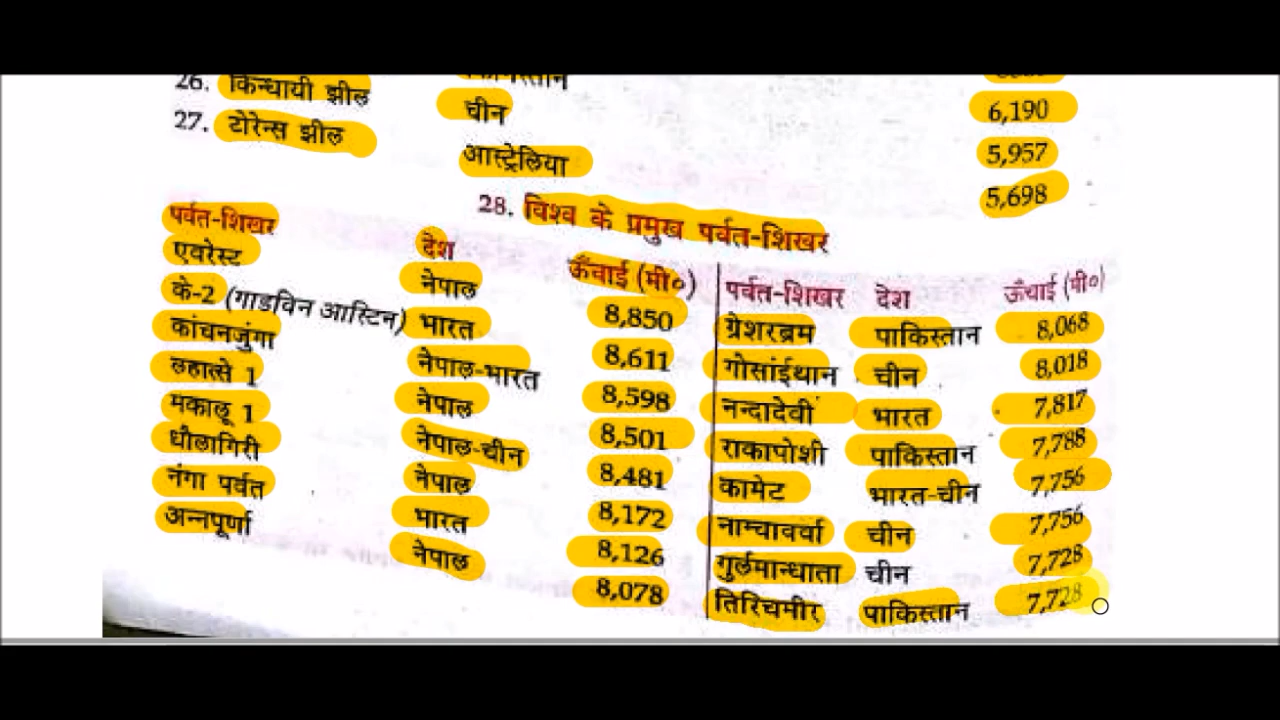 26. किन्धायी झील चीन 6,190
27. टोरेन्स झील आस्ट्रेलिया 5,957
5,698
28. विश्व के प्रमुख पर्वत-शिखर
पर्वत-शिखर देश ऊँचाई (मी०) पर्वत-शिखर देश ऊँचाई (मी०)
एवरेस्ट नेपाल 8,850 ग्रेशरब्रम पाकिस्तान 8,068
के-2 (गाडविन आस्टिन) भारत 8,611 गोसांईथान चीन 8,018
कांचनजुंगा नेपाल-भारत 8,598 नन्दादेवी भारत 7,817
ल्हात्से 1 नेपाल 8,501 राकापोशी पाकिस्तान 7,788
मकालू 1 नेपाल-चीन 8,481 कामेट भारत-चीन 7,756
धौलागिरी नेपाल 8,172 नाम्चावर्वा चीन 7,756
नंगा पर्वत भारत 8,126 गुर्लमान्धाता चीन 7,728
अन्नपूर्णा नेपाल 8,078 तिरिचमीर पाकिस्तान 7,728